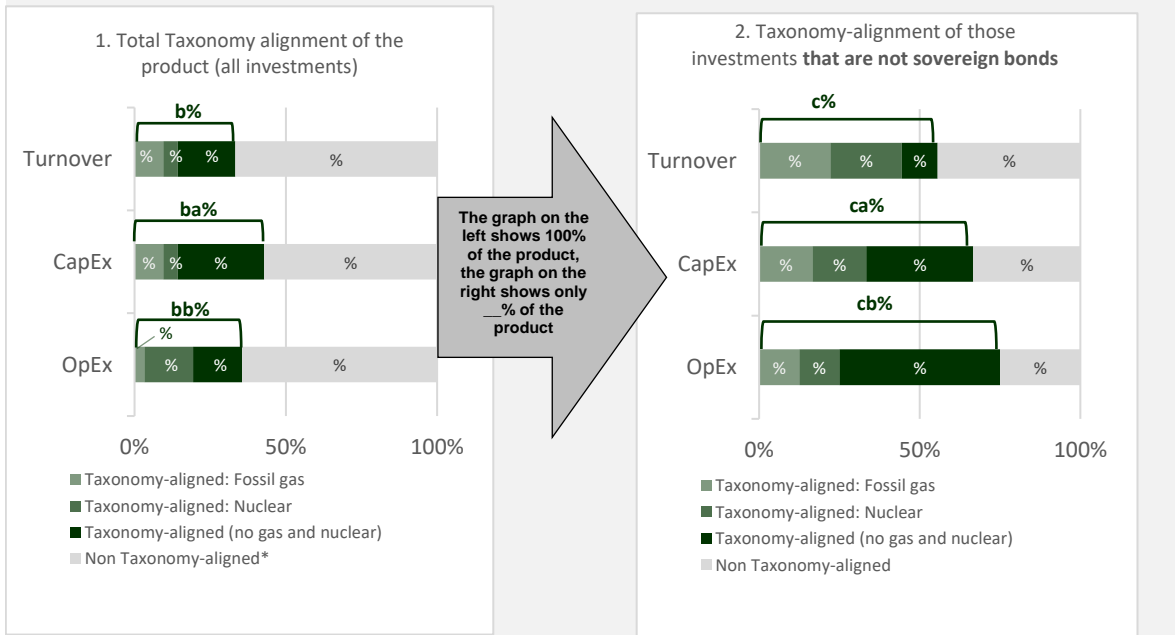 1. Total Taxonomy alignment of the
product (all investments)
b%
Turnover
% % % %
ba%
CapEx
% % % %
bb%
%
OpEx
% % %
0% 50% 100%
Taxonomy-aligned: Fossil gas
Taxonomy-aligned: Nuclear
Taxonomy-aligned (no gas and nuclear)
Non Taxonomy-aligned*
The graph on the
left shows 100%
of the product,
the graph on the
right shows only
__% of the
product
2. Taxonomy-alignment of those
investments that are not sovereign bonds
c%
Turnover
% % % %
ca%
CapEx
% % % %
cb%
OpEx
% % % %
0% 50% 100%
Taxonomy-aligned: Fossil gas
Taxonomy-aligned: Nuclear
Taxonomy-aligned (no gas and nuclear)
Non Taxonomy-aligned